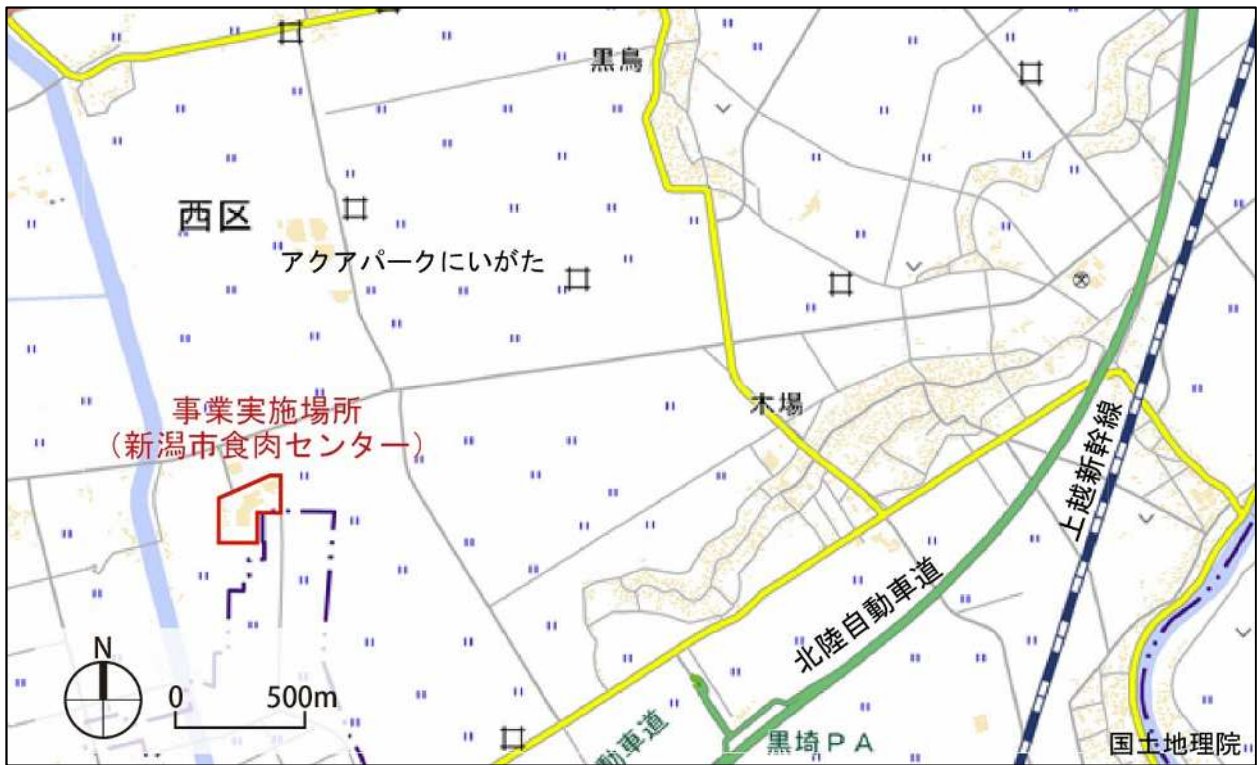 黒鳥
西区
アクアパークにいがた
事業実施場所
（新潟市食肉センター）
木場
上越新幹線
北陸自動車道
N
0 500m
動車道
黒埼PA
国土地理院